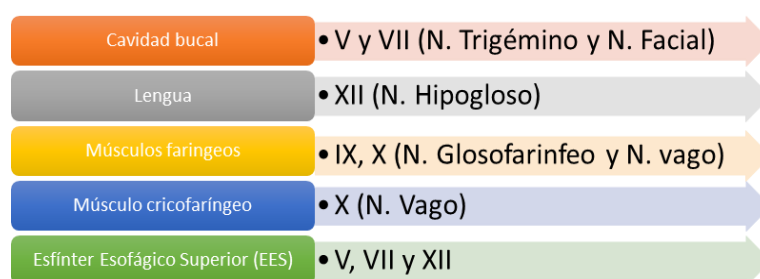 Cavidad bucal
• V y VII (N. Trigémino y N. Facial)
Lengua
• XII (N. Hipogloso)
Músculos faringeos
• IX, X (N. Glosofarinfeo y N. vago)
Músculo cricofaríngeo
• X (N. Vago)
Esfínter Esofágico Superior (EES)
• V, VII y XII